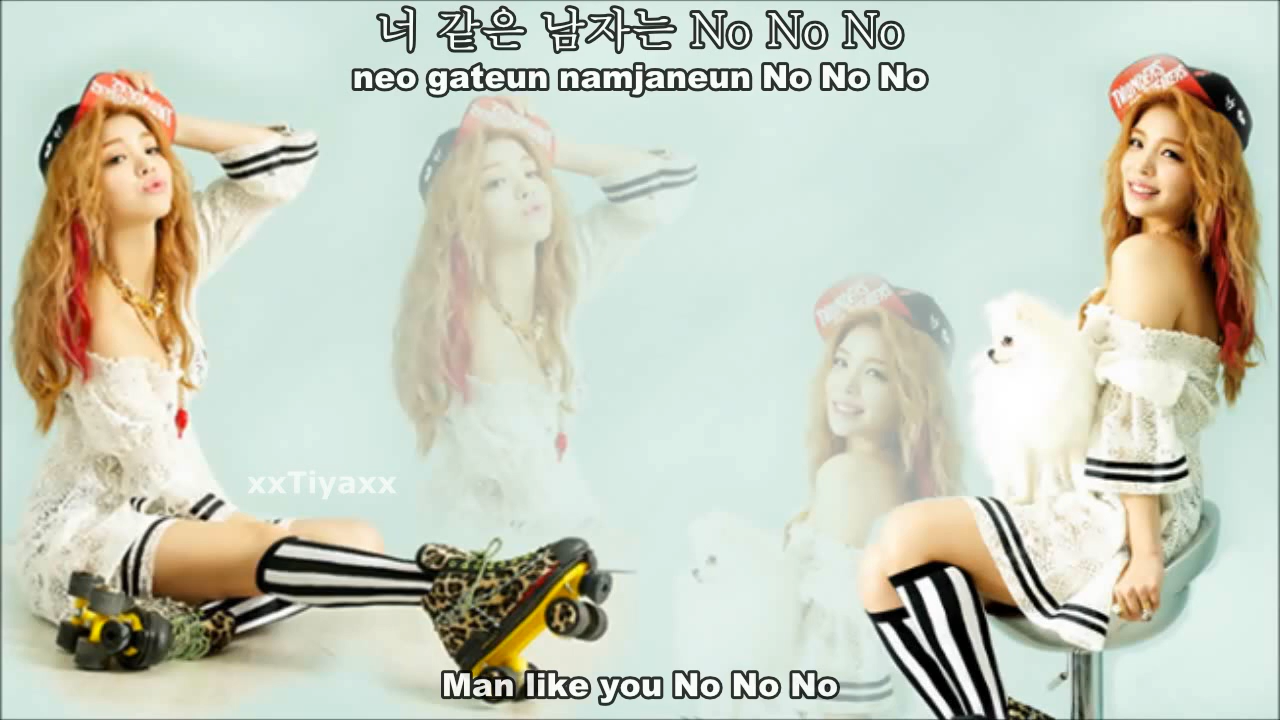 너 같은 남자는 No No No
neo gateun namjaneun No No No
THUNDERS
xxTiyaxx
Man like you No No No